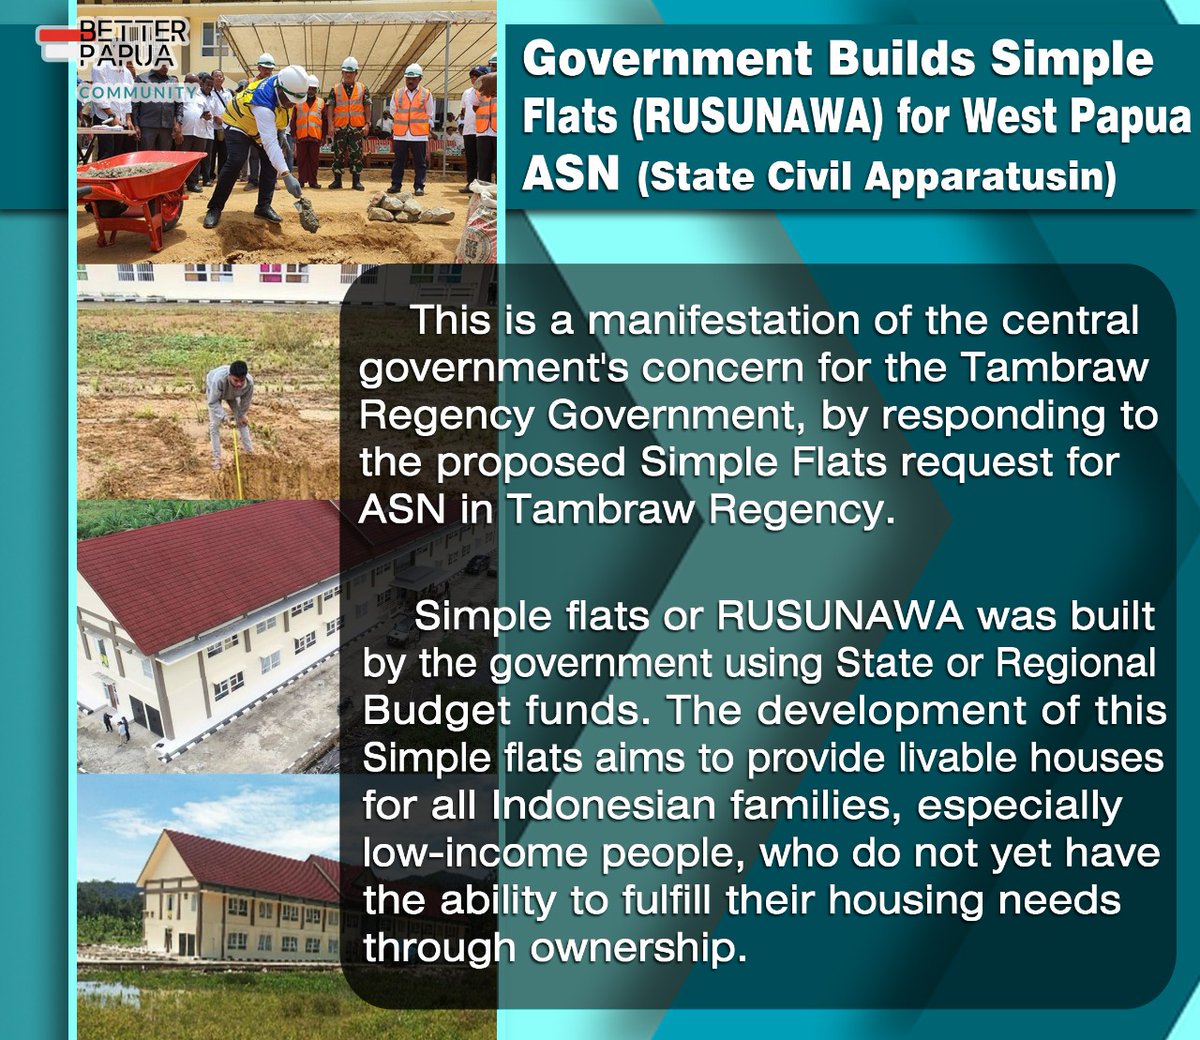 BETTER
PAPUA
COMMUNITY
Government Builds Simple
Flats (RUSUNAWA) for West Papua
ASN (State Civil Apparatusin)
This is a manifestation of the central
government's concern for the Tambraw
Regency Government, by responding to
the proposed Simple Flats request for
ASN in Tambraw Regency.
Simple flats or RUSUNAWA was built
by the government using State or Regional
Budget funds. The development of this
Simple flats aims to provide livable houses
for all Indonesian families, especially
low-income people, who do not yet have
the ability to fulfill their housing needs
through ownership.